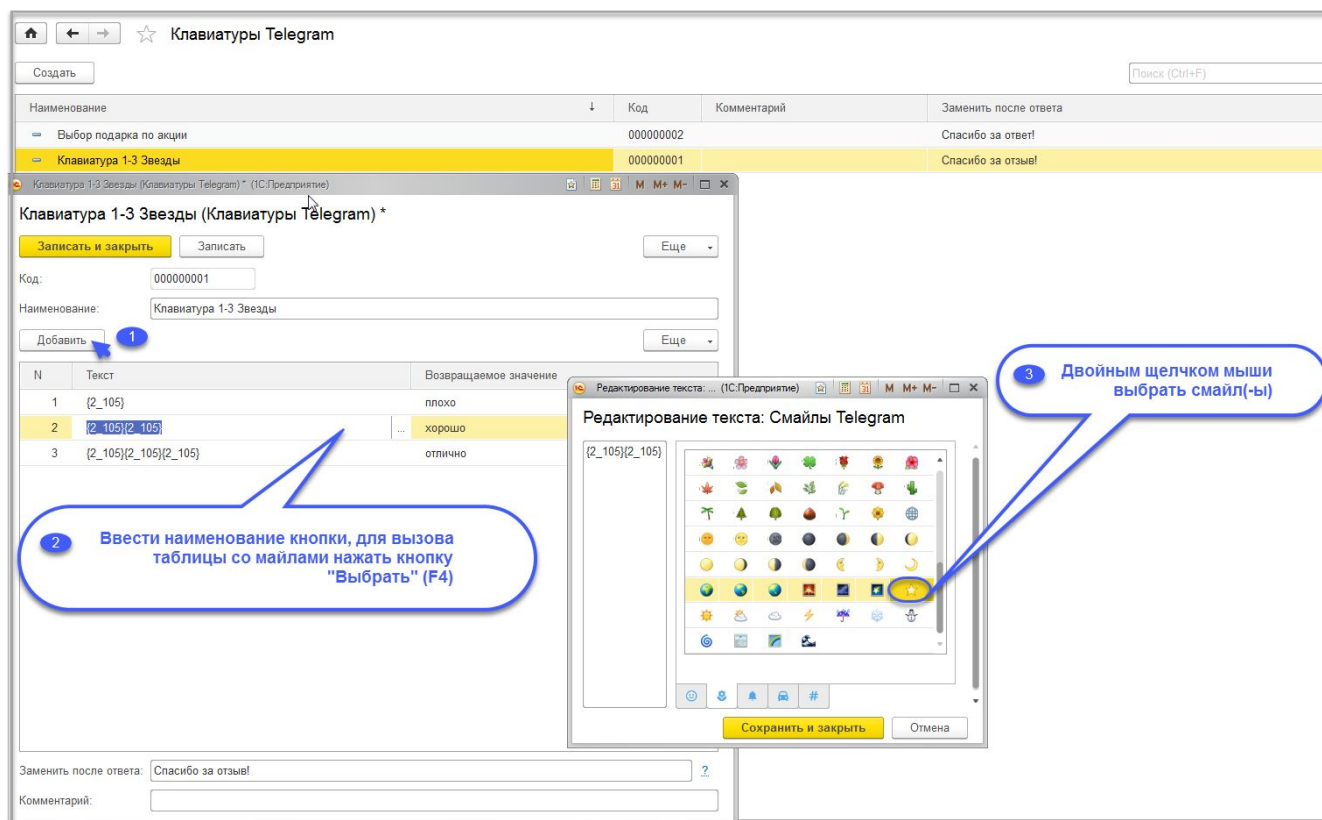 Клавиатуры Telegram
Создать
Поиск (Ctrl+F)
Наименование ↓ Код Комментарий Заменить после ответа
Выбор подарка по акции 000000002 Спасибо за ответ!
Клавиатура 1-3 Звезды 000000001 Спасибо за отзыв!
Клавиатура 1-3 Звезды (Клавиатуры Telegram) * (1С:Предприятие) M M+ M-
Клавиатура 1-3 Звезды (Клавиатуры Telegram) *
Записать и закрыть Записать Еще
Код: 000000001
Наименование: Клавиатура 1-3 Звезды
Добавить 1 Еще
N Текст Возвращаемое значение
1 {2_105} плохо
2 {2_105}{2_105} ... хорошо
3 {2_105}{2_105}{2_105} отлично
2 Ввести наименование кнопки, для вызова
таблицы со майлами нажать кнопку
"Выбрать" (F4)
Редактирование текста: ... (1С:Предприятие) 31 M M+ M-
Редактирование текста: Смайлы Telegram
{2_105}{2_105}
#
Сохранить и закрыть Отмена
3 Двойным щелчком мыши
выбрать смайл(-ы)
Заменить после ответа: Спасибо за отзыв! ?
Комментарий: